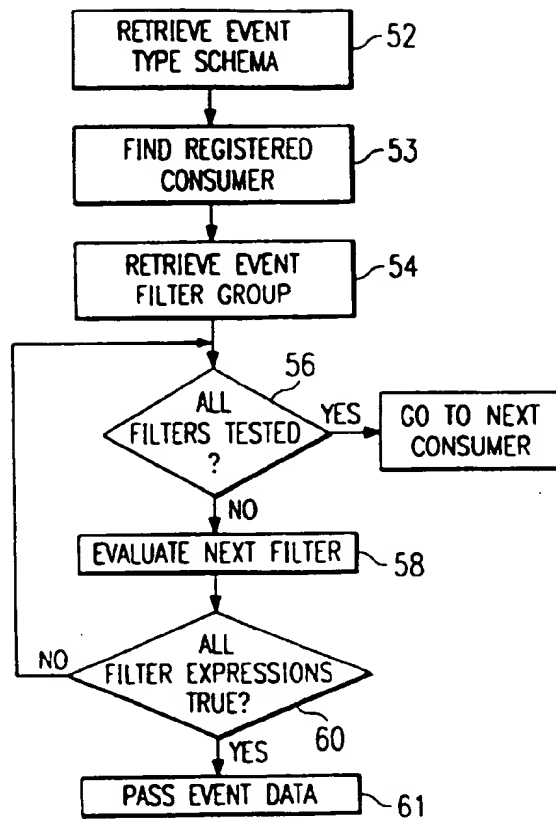 RETRIEVE EVENT
TYPE SCHEMA
52
FIND REGISTERED
CONSUMER
53
RETRIEVE EVENT
FILTER GROUP
54
56
ALL
FILTERS TESTED
?
YES
GO TO NEXT
CONSUMER
NO
EVALUATE NEXT FILTER
58
ALL
FILTER EXPRESSIONS
TRUE?
NO
60
YES
PASS EVENT DATA
61